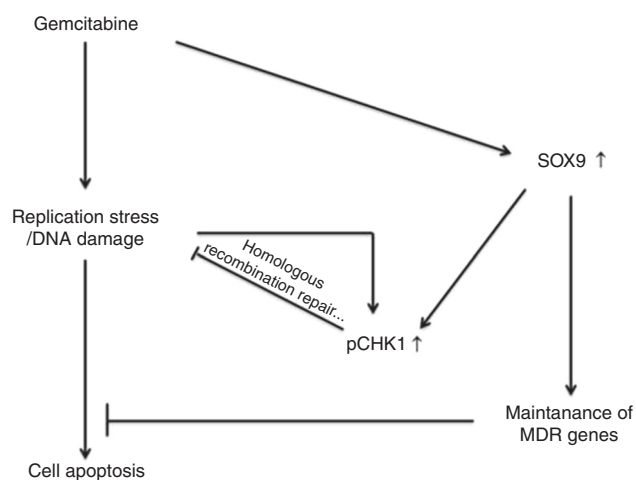 Gemcitabine
SOX9 ↑
Replication stress
/DNA damage
Homologous
recombination repair...
pCHK1 ↑
Maintanance of
MDR genes
Cell apoptosis